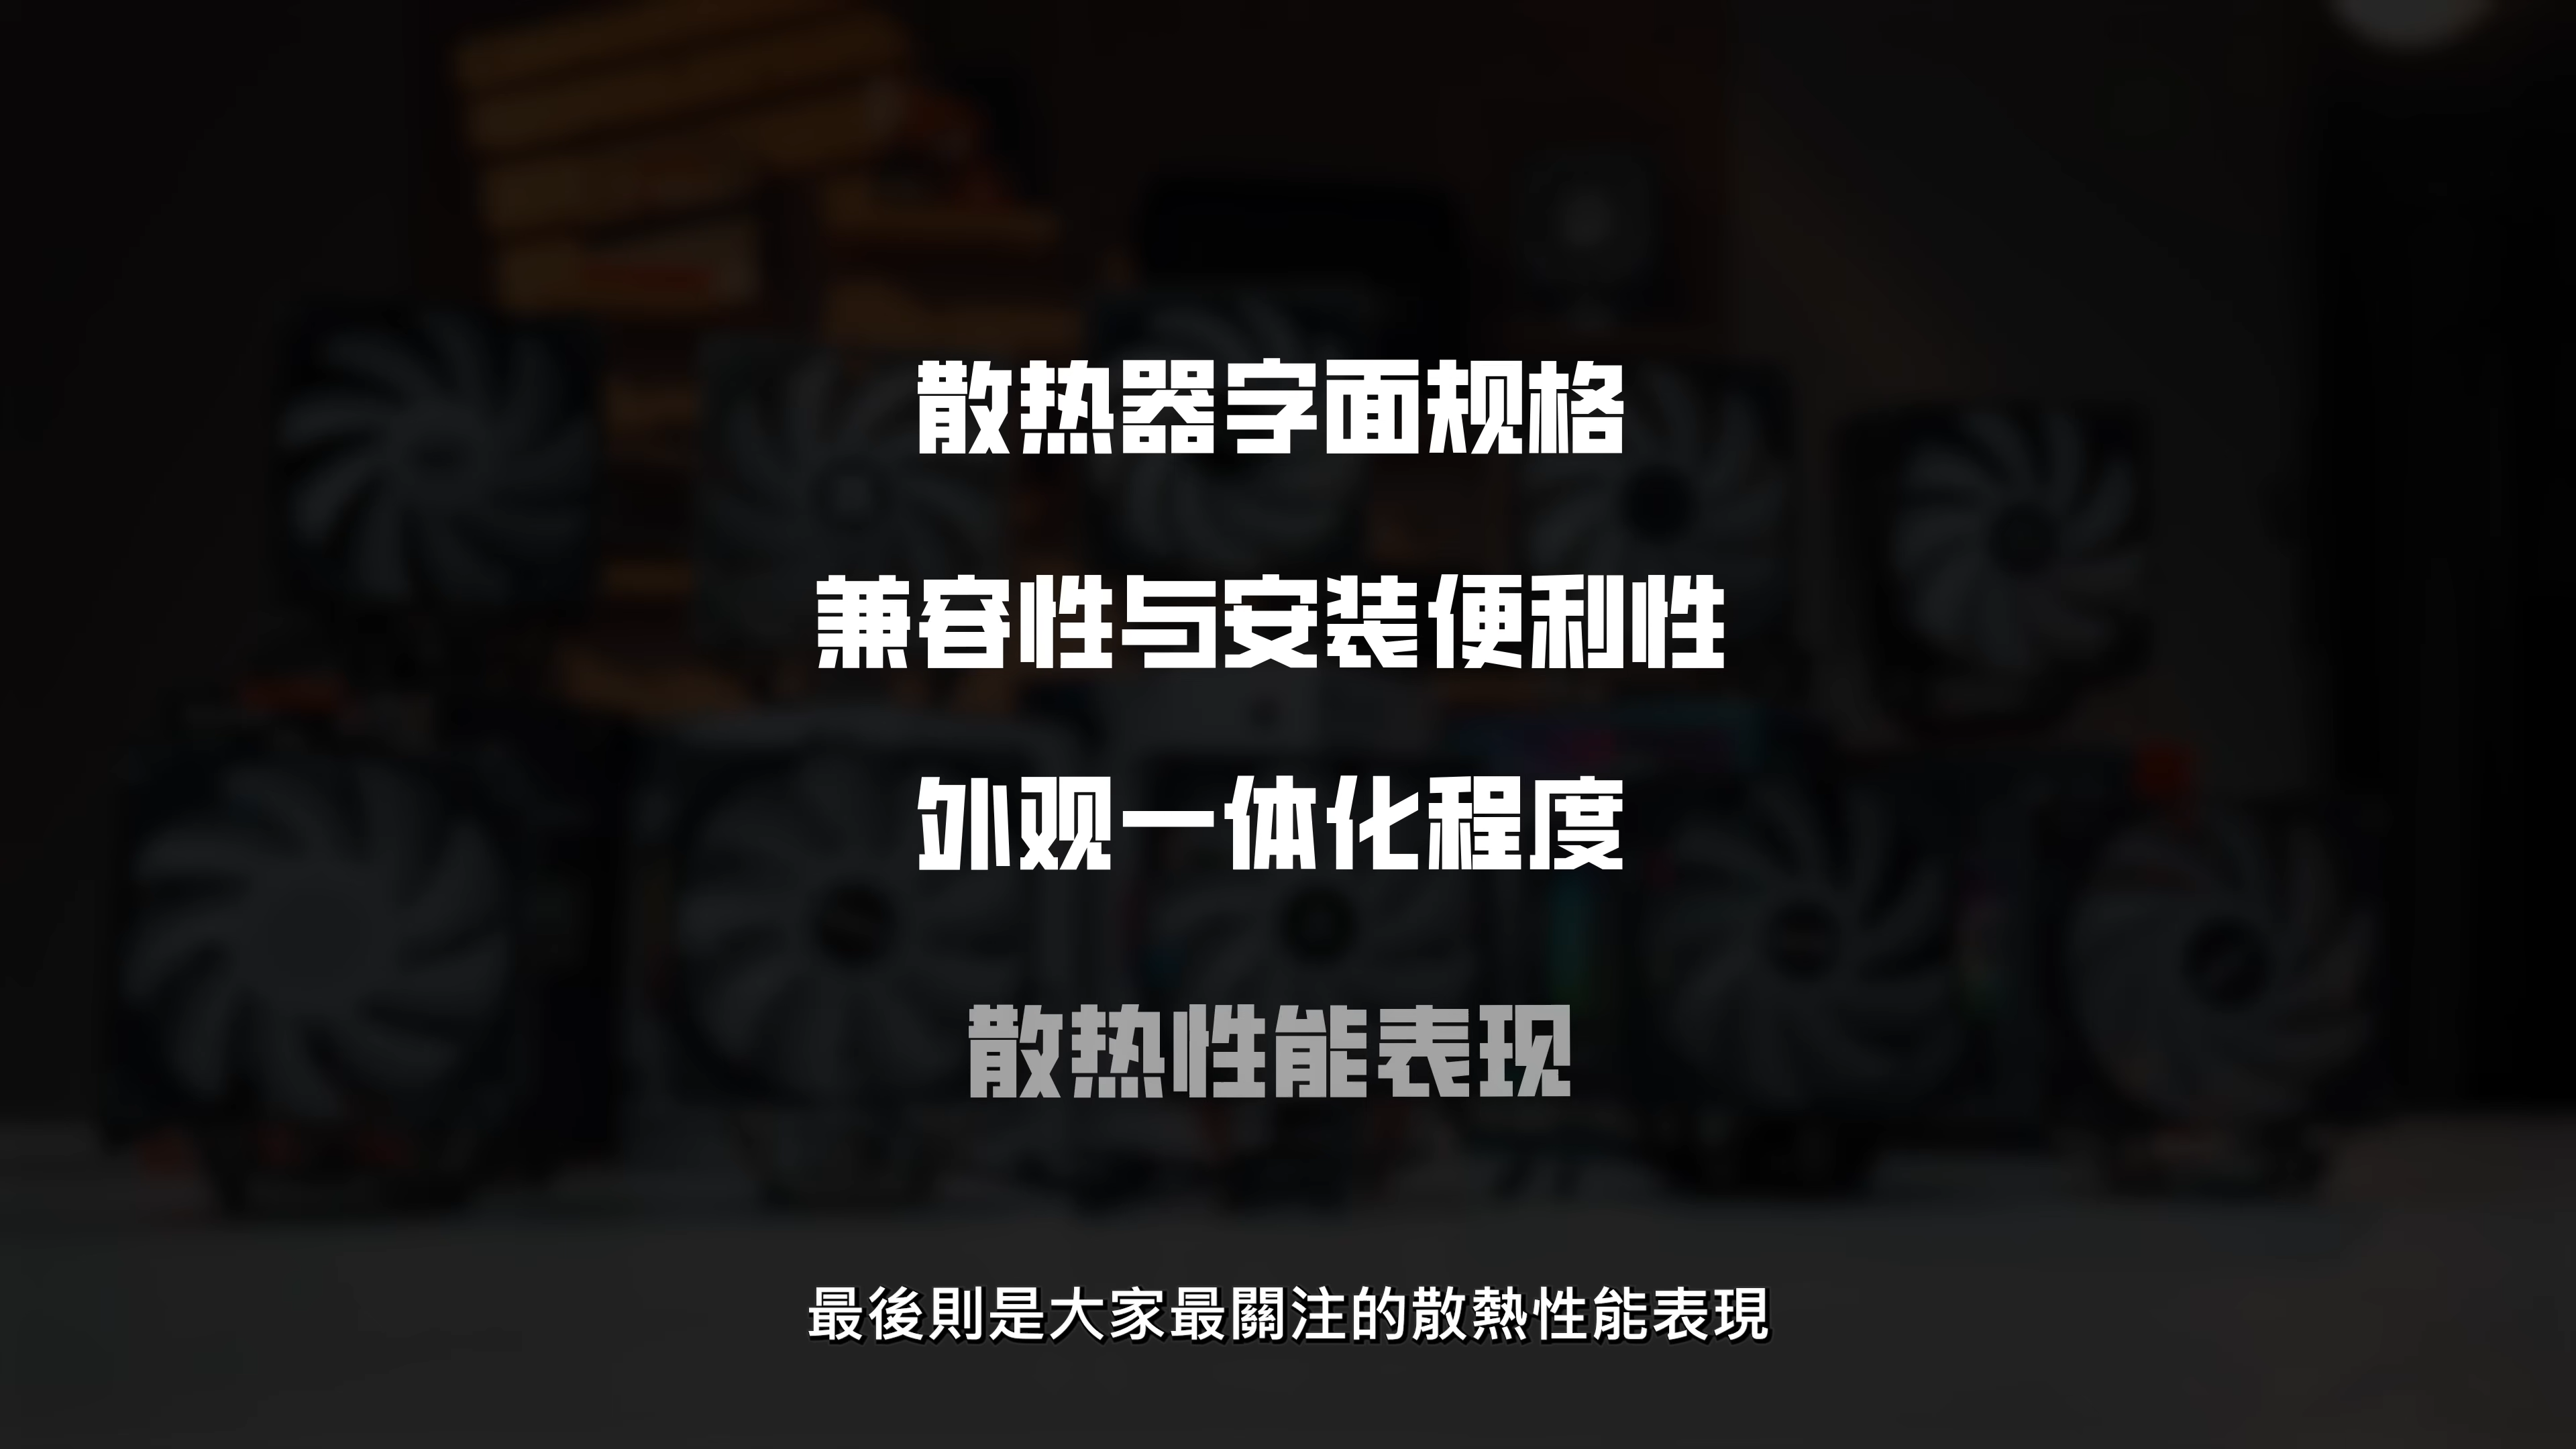 散热器字面规格
兼容性与安装便利性
外观一体化程度
散热性能表现
最後則是大家最關注的散熱性能表現